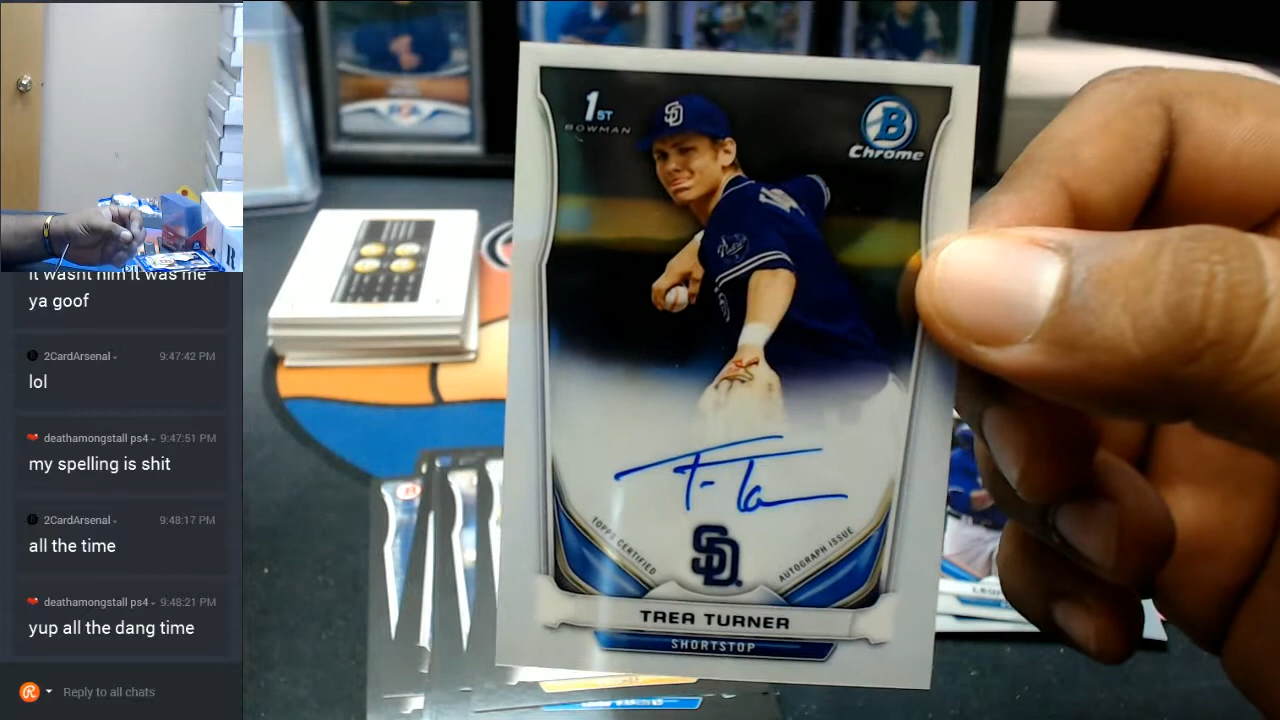 it wasnt him it was me
ya goof
2CardArsenal
9:47:42 PM
lol
deathamongstall ps4
9:47:51 PM
my spelling is shit
2CardArsenal
9:48:17 PM
all the time
deathamongstall ps4
9:48:21 PM
yup all the dang time
Reply to all chats
1ST
BOWMAN
B
Chrome
SD
Padres
TOPPS CERTIFIED
AUTOGRAPH ISSUE
SD
TREA TURNER
SHORTSTOP